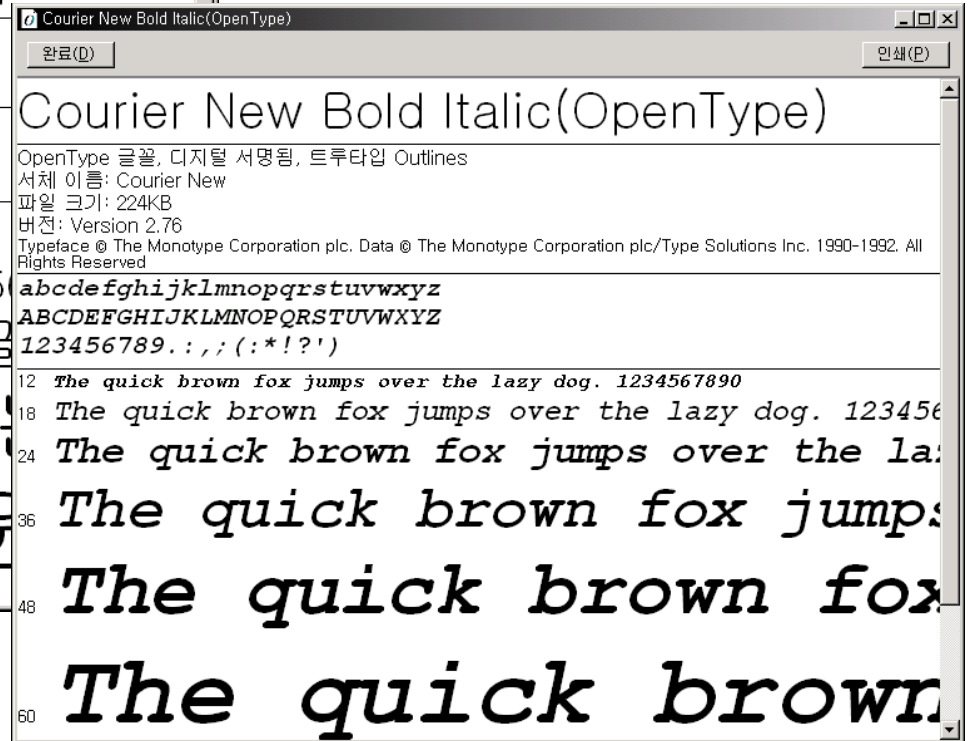 Courier New Bold Italic(OpenType)
완료(D)
인쇄(P)
Courier New Bold Italic(OpenType)
OpenType 글꼴, 디지털 서명됨, 트루타입 Outlines
서체 이름: Courier New
파일 크기: 224KB
버전: Version 2.76
Typeface © The Monotype Corporation plc. Data © The Monotype Corporation plc/Type Solutions Inc. 1990-1992. All
Rights Reserved
abcdefghijklmnopqrstuvwxyz
ABCDEFGHIJKLMNOPQRSTUVWXYZ
123456789.:,;(:*!?')
12 The quick brown fox jumps over the lazy dog. 1234567890
18 The quick brown fox jumps over the lazy dog. 123456
24 The quick brown fox jumps over the la
36 The quick brown fox jumps
48 The quick brown fox
60 The quick brown